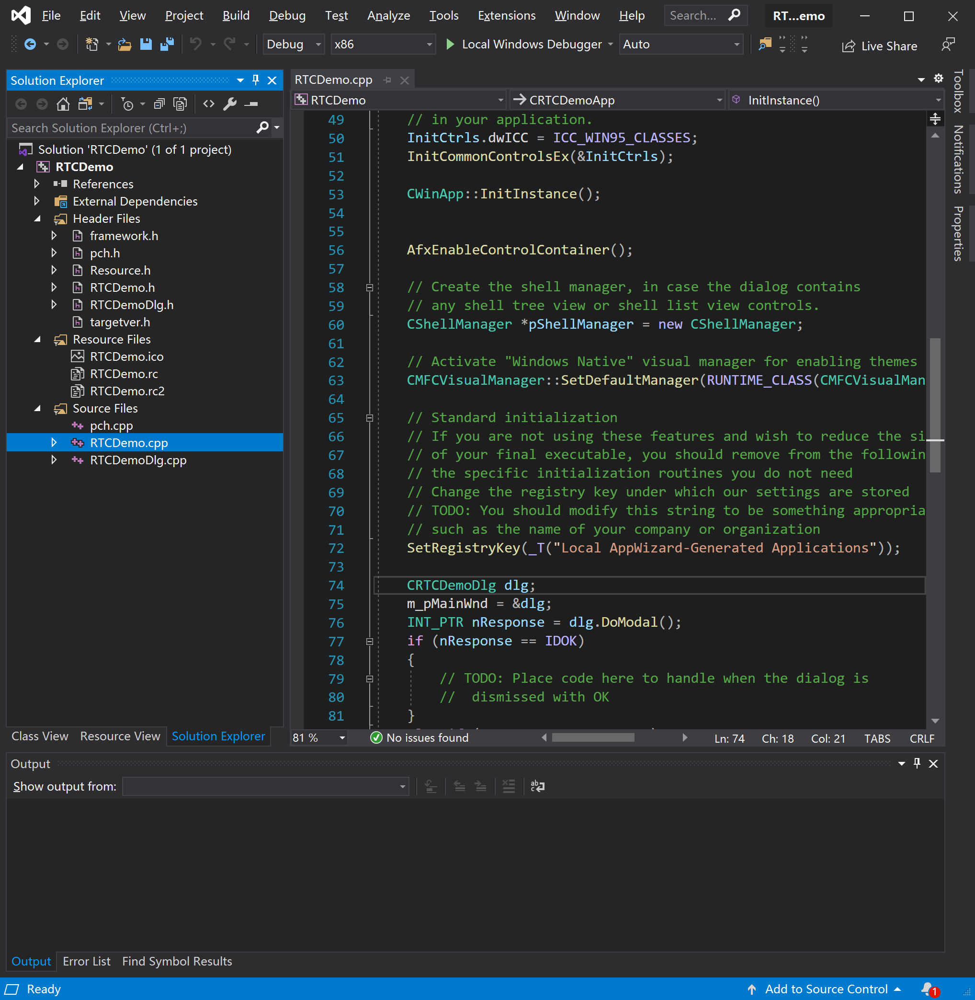 File Edit View Project Build Debug Test Analyze Tools Extensions Window Help Search... RT...emo
Debug x86 Local Windows Debugger Auto Live Share
Solution Explorer
Search Solution Explorer (Ctrl+;)
Solution 'RTCDemo' (1 of 1 project)
RTCDemo
References
External Dependencies
Header Files
framework.h
pch.h
Resource.h
RTCDemo.h
RTCDemoDlg.h
targetver.h
Resource Files
RTCDemo.ico
RTCDemo.rc
RTCDemo.rc2
Source Files
pch.cpp
RTCDemo.cpp
RTCDemoDlg.cpp
Class View Resource View Solution Explorer
RTCDemo.cpp
RTCDemo CRTCDemoApp InitInstance()
49 // in your application.
50 InitCtrls.dwICC = ICC_WIN95_CLASSES;
51 InitCommonControlsEx(&InitCtrls);
52
53 CWinApp::InitInstance();
54
55
56 AfxEnableControlContainer();
57
58 // Create the shell manager, in case the dialog contains
59 // any shell tree view or shell list view controls.
60 CShellManager *pShellManager = new CShellManager;
61
62 // Activate "Windows Native" visual manager for enabling themes
63 CMFCVisualManager::SetDefaultManager(RUNTIME_CLASS(CMFCVisualMan
64
65 // Standard initialization
66 // If you are not using these features and wish to reduce the si
67 // of your final executable, you should remove from the followin
68 // the specific initialization routines you do not need
69 // Change the registry key under which our settings are stored
70 // TODO: You should modify this string to be something appropria
71 // such as the name of your company or organization
72 SetRegistryKey(_T("Local AppWizard-Generated Applications"));
73
74 CRTCDemoDlg dlg;
75 m_pMainWnd = &dlg;
76 INT_PTR nResponse = dlg.DoModal();
77 if (nResponse == IDOK)
78 {
79 // TODO: Place code here to handle when the dialog is
80 //  dismissed with OK
81 }
81 % No issues found Ln: 74 Ch: 18 Col: 21 TABS CRLF
Toolbox
Notifications
Properties
Output
Show output from:
Output Error List Find Symbol Results
Ready Add to Source Control 1